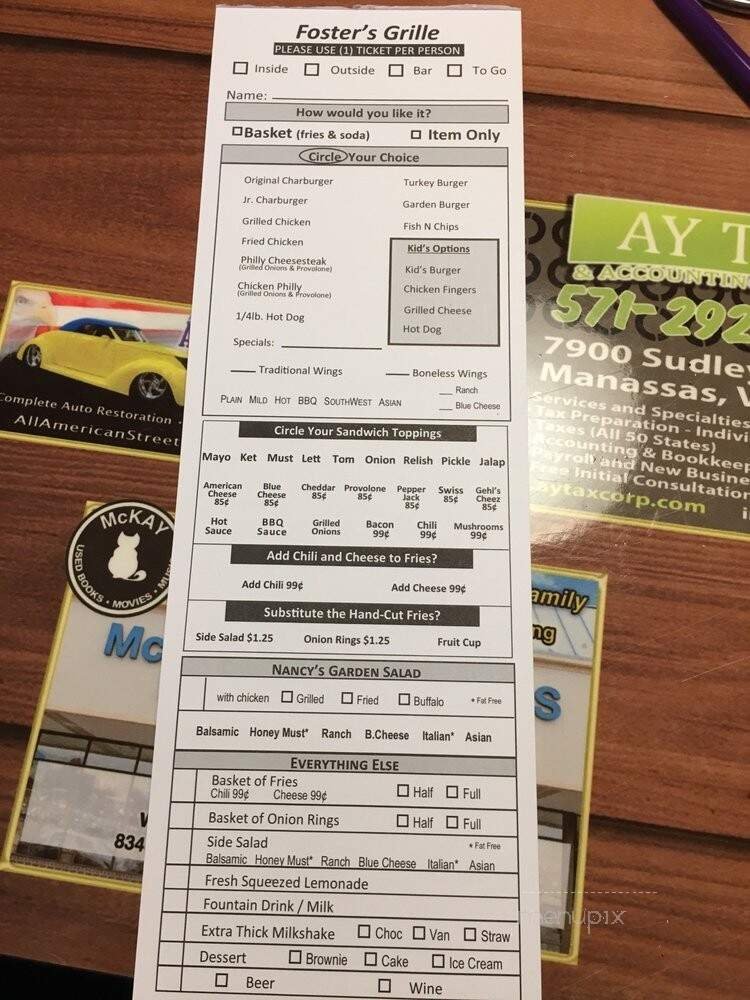 Foster's Grille
PLEASE USE (1) TICKET PER PERSON
Inside Outside Bar To Go
Name:
How would you like it?
Basket (fries & soda) Item Only
Circle Your Choice
Original Charburger
Jr. Charburger
Grilled Chicken
Fried Chicken
Philly Cheesesteak
(Grilled Onions & Provolone)
Chicken Philly
(Grilled Onions & Provolone)
1/4lb. Hot Dog
Specials:
Turkey Burger
Garden Burger
Fish N Chips
Kid's Options
Kid's Burger
Chicken Fingers
Grilled Cheese
Hot Dog
Traditional Wings Boneless Wings
PLAIN MILD HOT BBQ SOUTHWEST ASIAN
Ranch
Blue Cheese
Circle Your Sandwich Toppings
Mayo Ket Must Lett Tom Onion Relish Pickle Jalap
American Cheese 85¢
Blue Cheese 85¢
Cheddar 85¢
Provolone 85¢
Pepper Jack 85¢
Swiss 85¢
Gehl's Cheez 85¢
Hot Sauce
BBQ Sauce
Grilled Onions
Bacon 99¢
Chili 99¢
Mushrooms 99¢
Add Chili and Cheese to Fries?
Add Chili 99¢ Add Cheese 99¢
Substitute the Hand-Cut Fries?
Side Salad $1.25 Onion Rings $1.25 Fruit Cup
NANCY'S GARDEN SALAD
with chicken Grilled Fried Buffalo * Fat Free
Balsamic Honey Must* Ranch B.Cheese Italian* Asian
EVERYTHING ELSE
Basket of Fries
Chili 99¢ Cheese 99¢ Half Full
Basket of Onion Rings Half Full
Side Salad * Fat Free
Balsamic Honey Must* Ranch Blue Cheese Italian* Asian
Fresh Squeezed Lemonade
Fountain Drink / Milk
Extra Thick Milkshake Choc Van Straw
Dessert Brownie Cake Ice Cream
Beer Wine
AY T
& ACCOUNTIN
571-292
7900 Sudley
Manassas, V
Services and Specialties
Tax Preparation - Indivi
Taxes (All 50 States)
Accounting & Bookkeep
Payroll and New Busine
Free Initial Consultation
aytaxcorp.com
Complete Auto Restoration
AllAmericanStreet
McKAY
USED BOOKS • MOVIES • MU
Mc
834
amily
ng
S
menupix